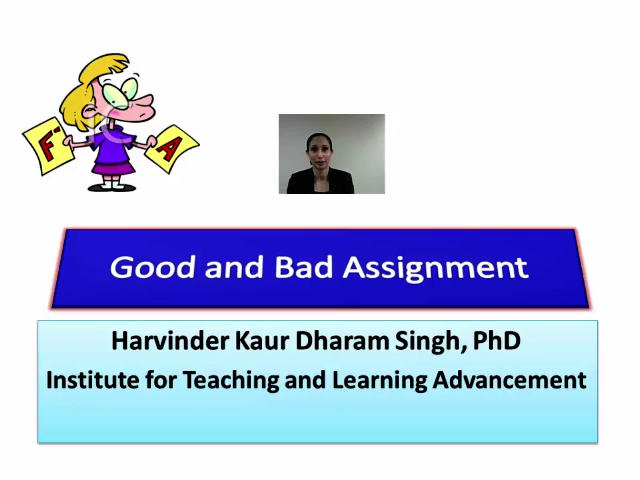 F-
A
Good and Bad Assignment
Harvinder Kaur Dharam Singh, PhD
Institute for Teaching and Learning Advancement